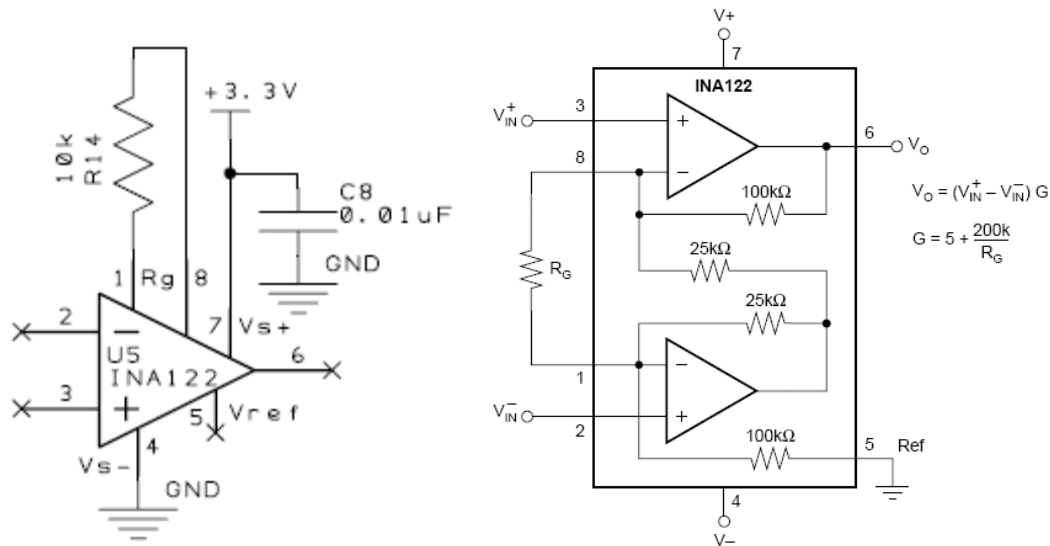 10k
R14
+3.3V
C8
0.01uF
GND
1 Rg 8
2
7 Vs+
U5
INA122
6
3
5 Vref
4
Vs-
GND
V+
7
INA122
3
V⁺IN
6
VO
8
100kΩ
VO = (V⁺IN – V⁻IN) G
25kΩ
G = 5 + 200k / RG
RG
25kΩ
1
V⁻IN
2
100kΩ
5 Ref
4
V–